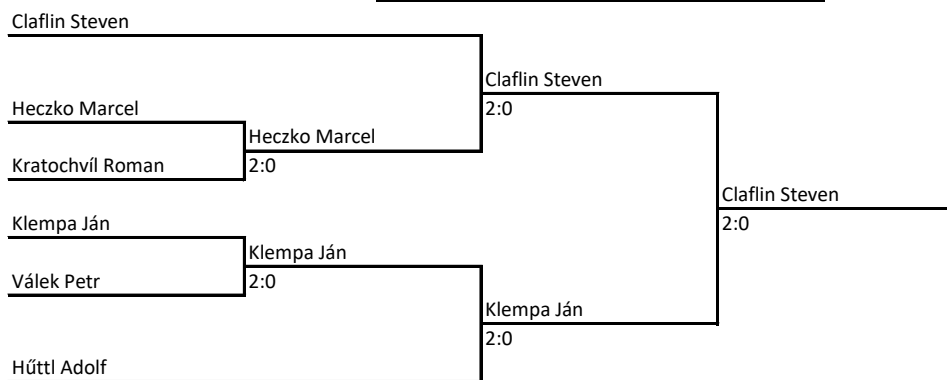 Claflin Steven
Claflin Steven
2:0
Heczko Marcel
Heczko Marcel
2:0
Kratochvíl Roman
Claflin Steven
2:0
Klempa Ján
Klempa Ján
2:0
Válek Petr
Klempa Ján
2:0
Hűttl Adolf